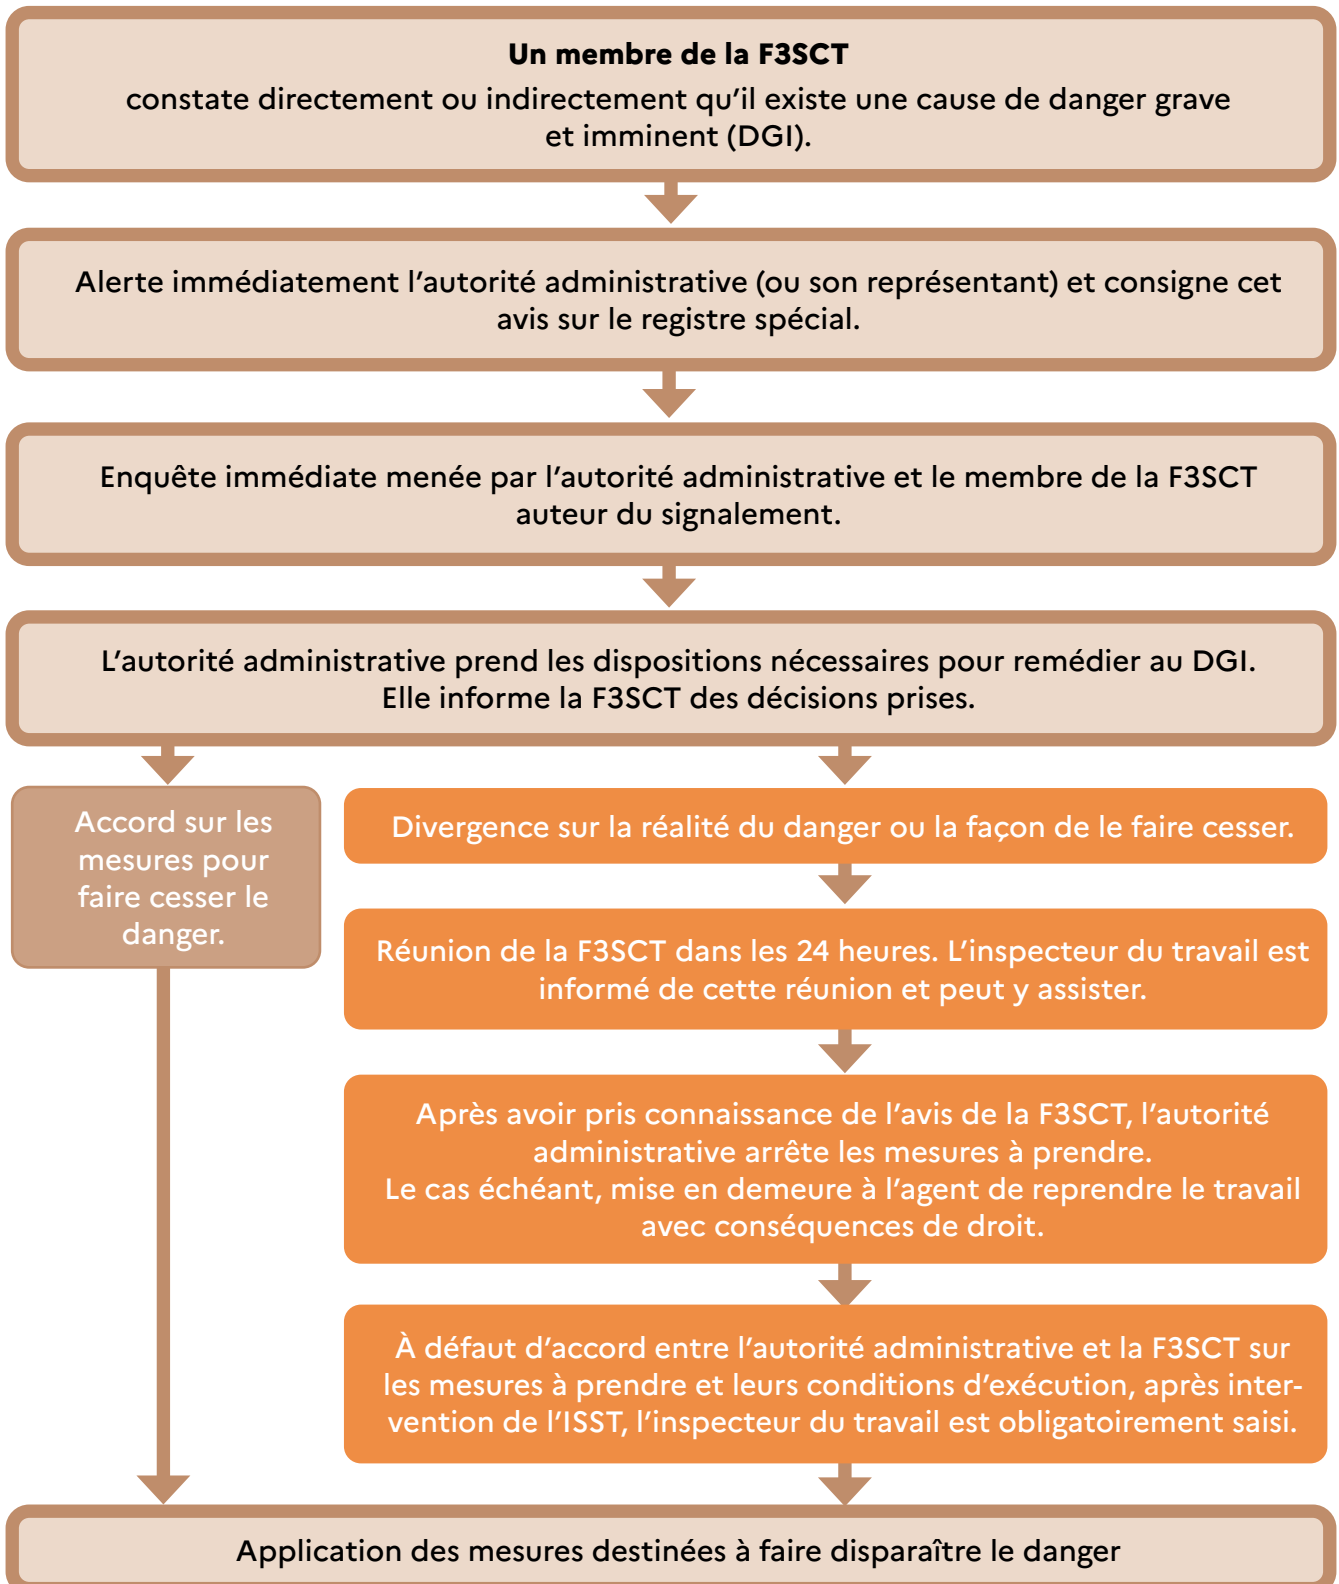 Un membre de la F3SCT
constate directement ou indirectement qu’il existe une cause de danger grave
et imminent (DGI).
Alerte immédiatement l’autorité administrative (ou son représentant) et consigne cet
avis sur le registre spécial.
Enquête immédiate menée par l’autorité administrative et le membre de la F3SCT
auteur du signalement.
L’autorité administrative prend les dispositions nécessaires pour remédier au DGI.
Elle informe la F3SCT des décisions prises.
Accord sur les
mesures pour
faire cesser le
danger.
Divergence sur la réalité du danger ou la façon de le faire cesser.
Réunion de la F3SCT dans les 24 heures. L’inspecteur du travail est
informé de cette réunion et peut y assister.
Après avoir pris connaissance de l’avis de la F3SCT, l’autorité
administrative arrête les mesures à prendre.
Le cas échéant, mise en demeure à l’agent de reprendre le travail
avec conséquences de droit.
À défaut d’accord entre l’autorité administrative et la F3SCT sur
les mesures à prendre et leurs conditions d’exécution, après inter-
vention de l’ISST, l’inspecteur du travail est obligatoirement saisi.
Application des mesures destinées à faire disparaître le danger